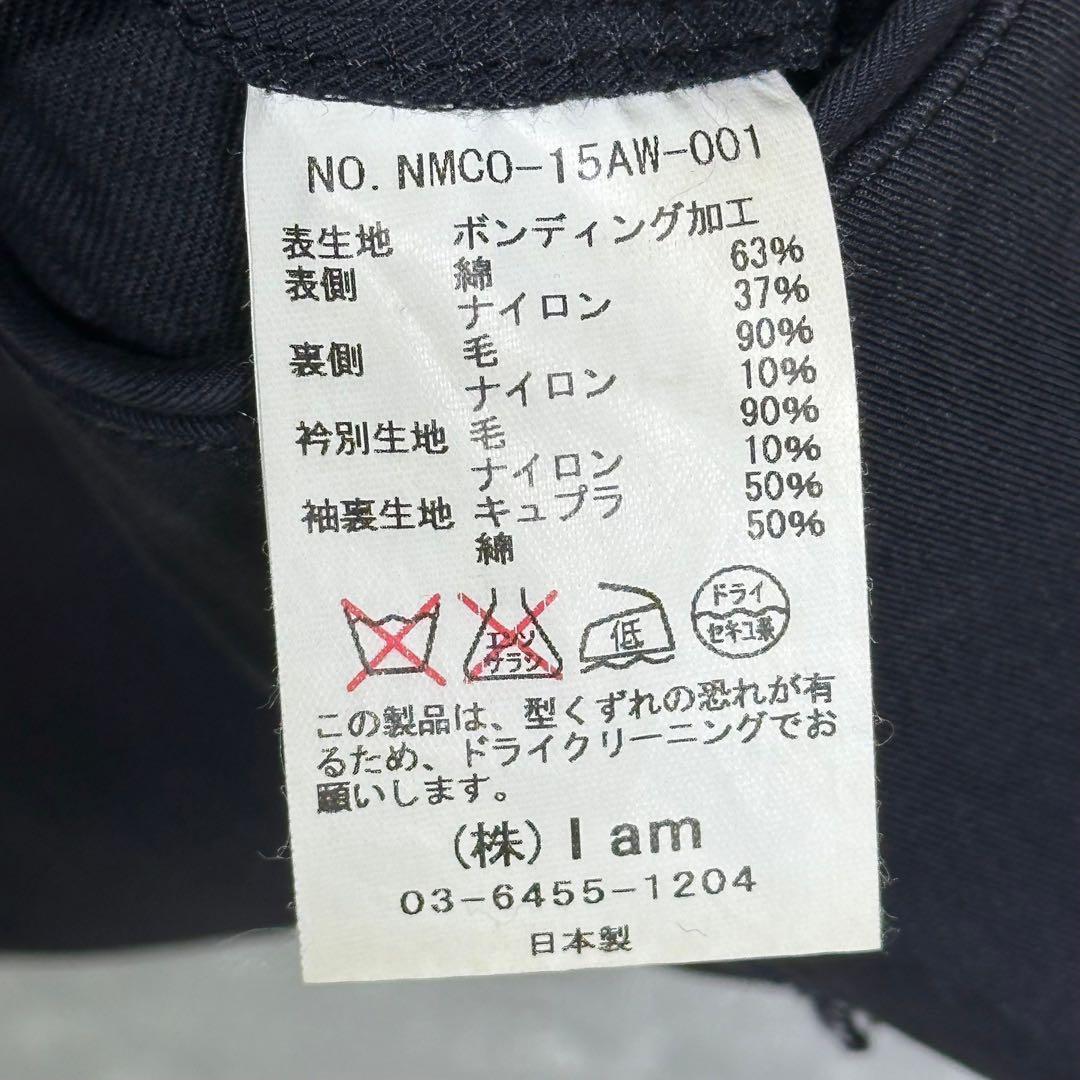 NO. NMCO-15AW-001
表生地 ボンディング加工
表側 綿 63%
ナイロン 37%
裏側 毛 90%
ナイロン 10%
衿別生地 毛 90%
ナイロン 10%
袖裏生地 キュプラ 50%
綿 50%
エンソ
サラシ
低
ドライ
セキユ系
この製品は、型くずれの恐れが有
るため、ドライクリーニングでお
願いします。
(株) I am
03-6455-1204
日本製